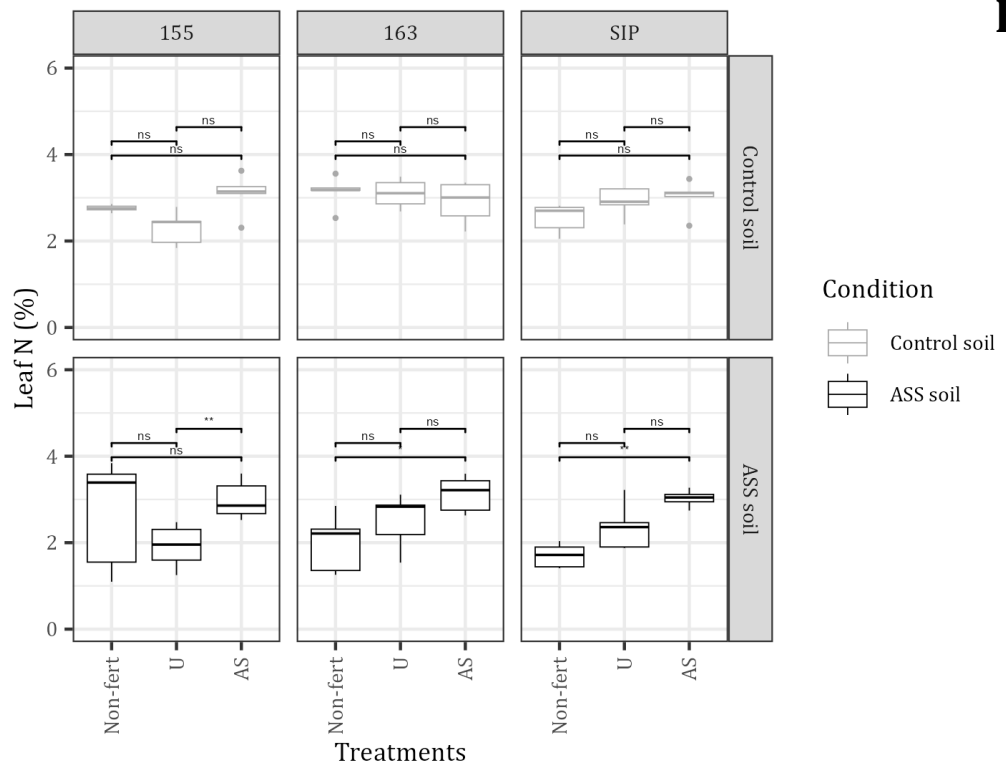 155 163 SIP
Leaf N (%)
6
4
2
0
ns ns ns
ns ns ns
ns ns ns
Control soil
6
4
2
0
** ns ns
ns ns ns
ns **
ASS soil
Non-fert U AS Non-fert U AS Non-fert U AS
Treatments
Condition
Control soil
ASS soil